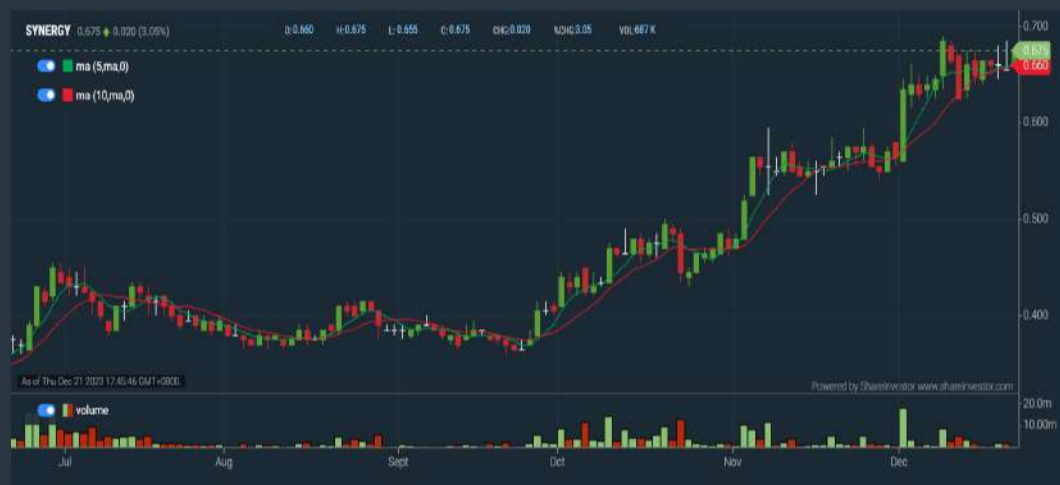 SYNERGY 0.675 0.020 (3.05%) O:0.660 H:0.675 L:0.655 C:0.675 CHG:0.020 %CHG:3.05 VOL:687 K
ma (5,ma,0)
ma (10,ma,0)
0.700
0.675
0.660
0.600
0.500
0.400
As of Thu Dec 21 2023 17:45:46 GMT+0800
Powered by ShareInvestor www.shareinvestor.com
volume
20.0m
10.00m
Jul Aug Sept Oct Nov Dec